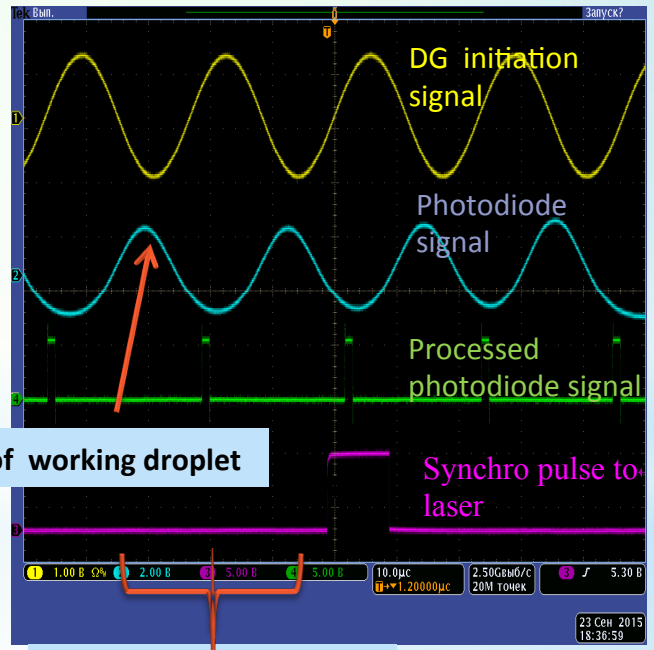 Tek Вып.
Запуск?
DG initiation
signal
1
Photodiode
signal
2
Processed
photodiode signal
4
of working droplet
Synchro pulse to
laser
3
1 1.00 В 2 2.00 В 3 5.00 В 4 5.00 В
10.0μс
1.20000μс
2.50Gвыб/с
20M точек
3 5.30 В
23 Сен 2015
18:36:59